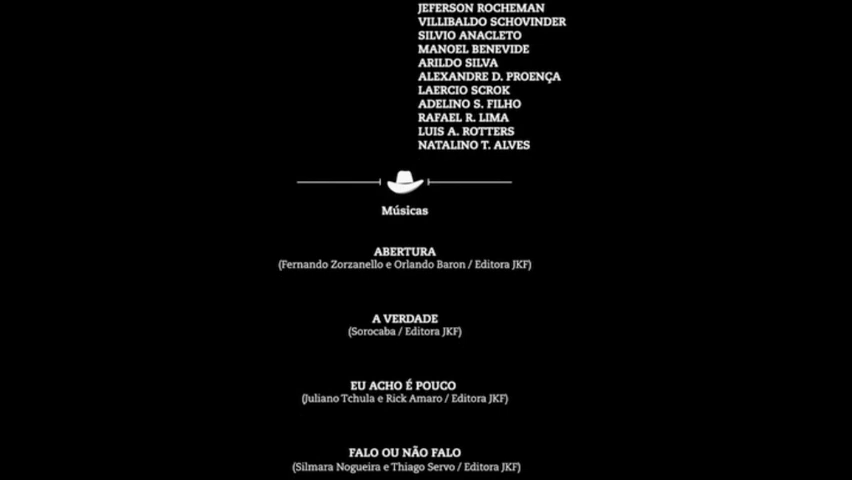 JEFERSON ROCHEMAN
VILLIBALDO SCHOVINDER
SILVIO ANACLETO
MANOEL BENEVIDE
ARILDO SILVA
ALEXANDRE D. PROENÇA
LAERCIO SCROK
ADELINO S. FILHO
RAFAEL R. LIMA
LUIS A. ROTTERS
NATALINO T. ALVES
Músicas
ABERTURA
(Fernando Zorzanello e Orlando Baron / Editora JKF)
A VERDADE
(Sorocaba / Editora JKF)
EU ACHO É POUCO
(Juliano Tchula e Rick Amaro / Editora JKF)
FALO OU NÃO FALO
(Silmara Nogueira e Thiago Servo / Editora JKF)